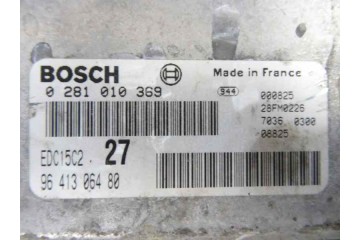 BOSCH
Made in France
0 281 010 369
S44
000825
28FM0226
7036 0300
08825
EDC15C2 27
96 413 064 80